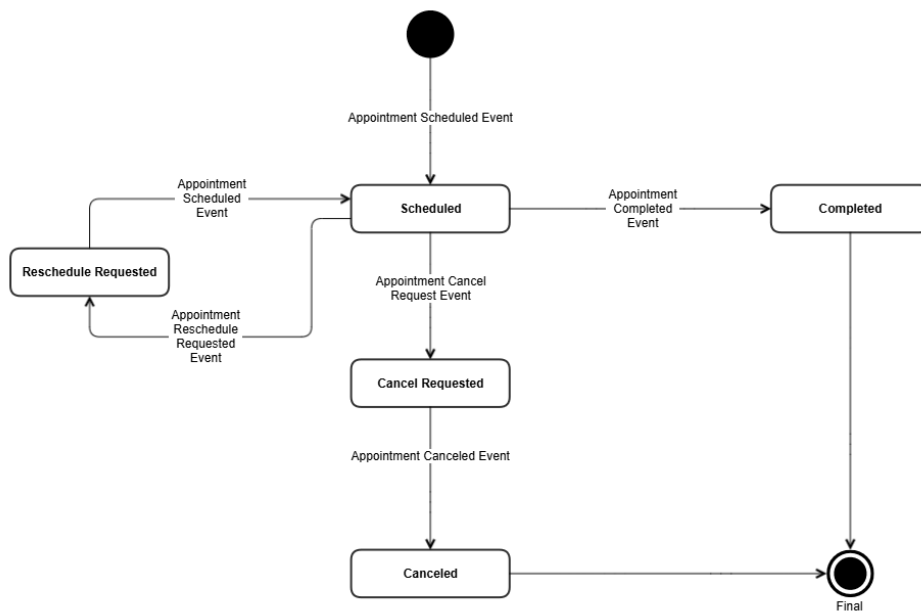 Appointment Scheduled Event
Appointment
Scheduled
Event
Scheduled
Appointment
Completed
Event
Completed
Reschedule Requested
Appointment Cancel
Request Event
Appointment
Reschedule
Requested
Event
Cancel Requested
Appointment Canceled Event
Canceled
Final